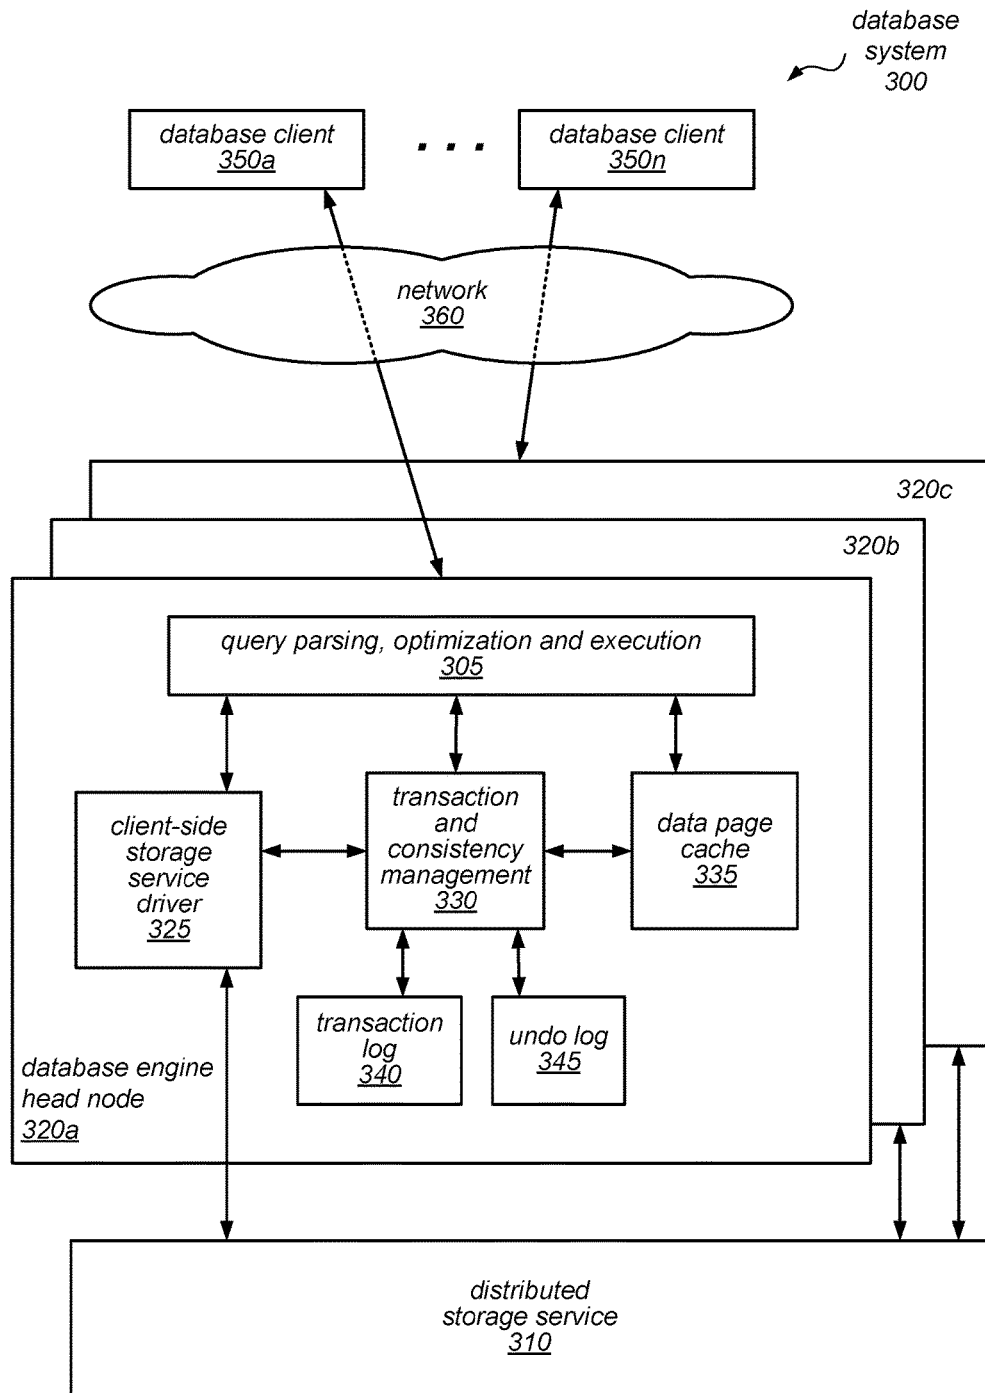 database
system
300
database client
350a
. . .
database client
350n
network
360
320c
320b
query parsing, optimization and execution
305
client-side
storage
service
driver
325
transaction
and
consistency
management
330
data page
cache
335
transaction
log
340
undo log
345
database engine
head node
320a
distributed
storage service
310